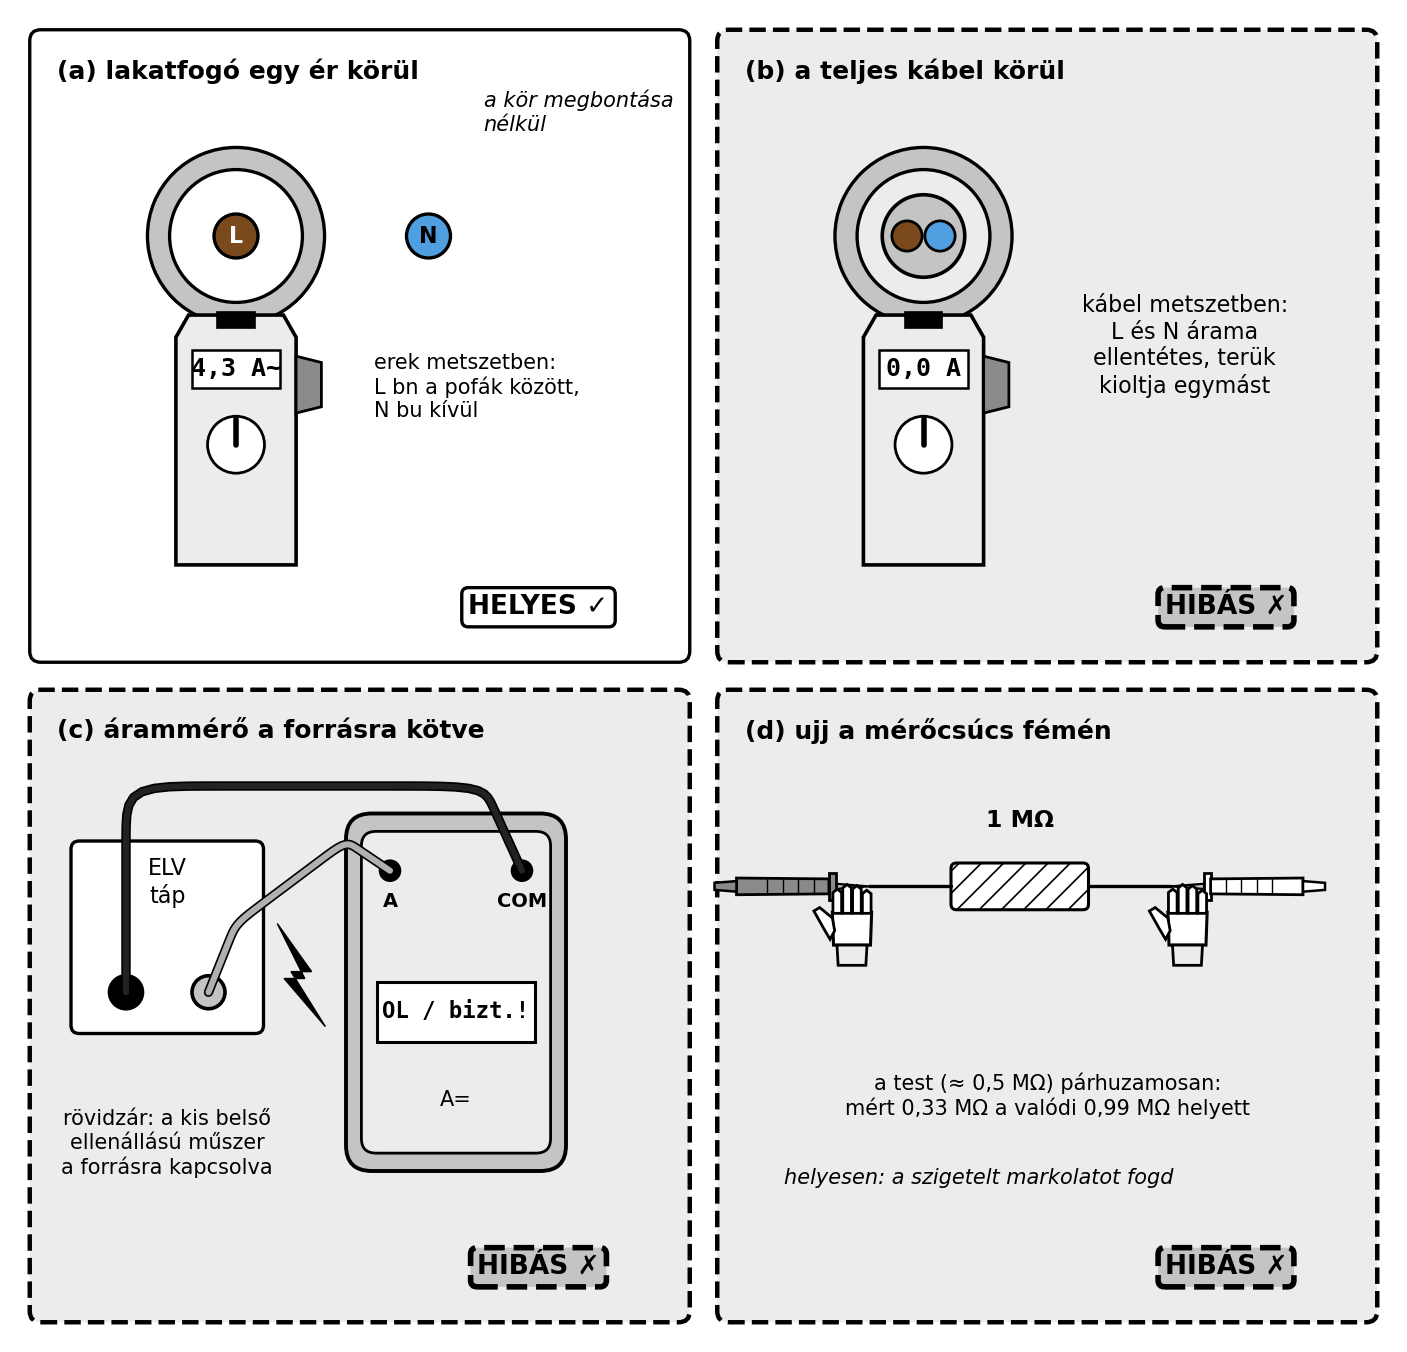 (a) lakatfogó egy ér körül
a kör megbontása
nélkül
L
N
4,3 A~
erek metszetben:
L bn a pofák között,
N bu kívül
HELYES ✓
(b) a teljes kábel körül
0,0 A
kábel metszetben:
L és N árama
ellentétes, terük
kioltja egymást
HIBÁS ✗
(c) árammérő a forrásra kötve
ELV
táp
A
COM
OL / bizt.!
A=
rövidzár: a kis belső
ellenállású műszer
a forrásra kapcsolva
HIBÁS ✗
(d) ujj a mérőcsúcs fémén
1 MΩ
a test (≈ 0,5 MΩ) párhuzamosan:
mért 0,33 MΩ a valódi 0,99 MΩ helyett
helyesen: a szigetelt markolatot fogd
HIBÁS ✗